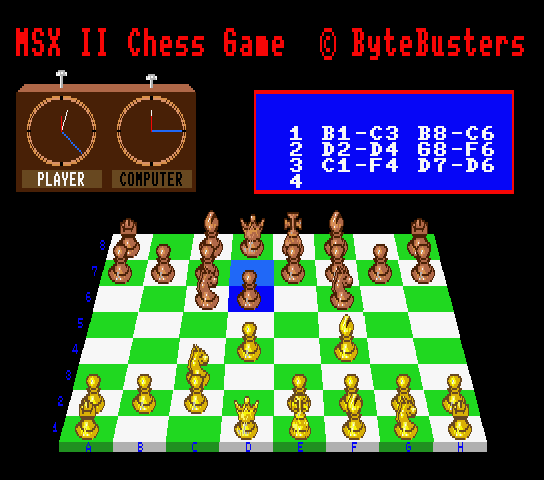 MSX II Chess Game © ByteBusters
1 B1-C3 B8-C6
2 D2-D4 G8-F6
3 C1-F4 D7-D6
4
PLAYER COMPUTER
8
7
6
5
4
3
2
1
A B C D E F G H